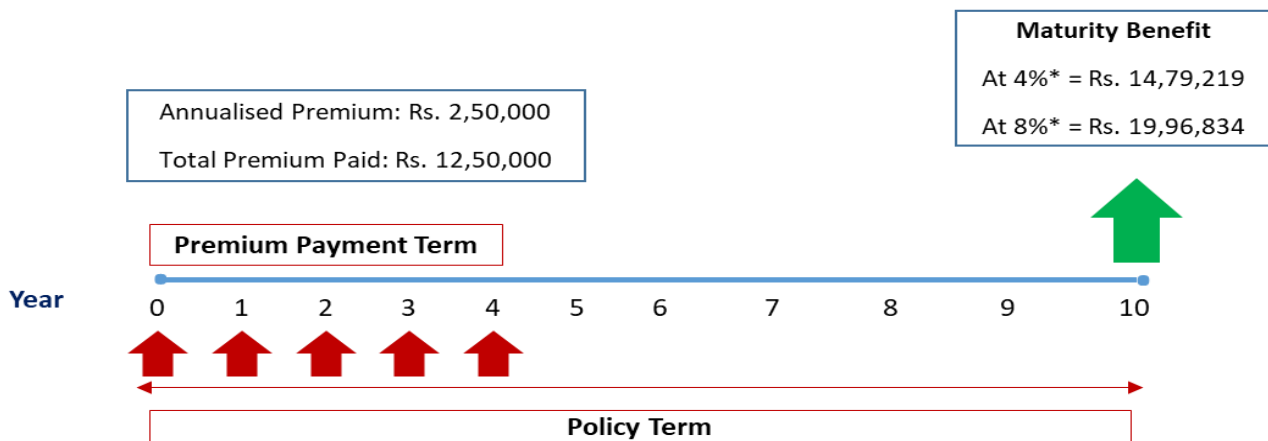 Maturity Benefit
At 4%* = Rs. 14,79,219
At 8%* = Rs. 19,96,834
Annualised Premium: Rs. 2,50,000
Total Premium Paid: Rs. 12,50,000
Premium Payment Term
Year 0 1 2 3 4 5 6 7 8 9 10
Policy Term